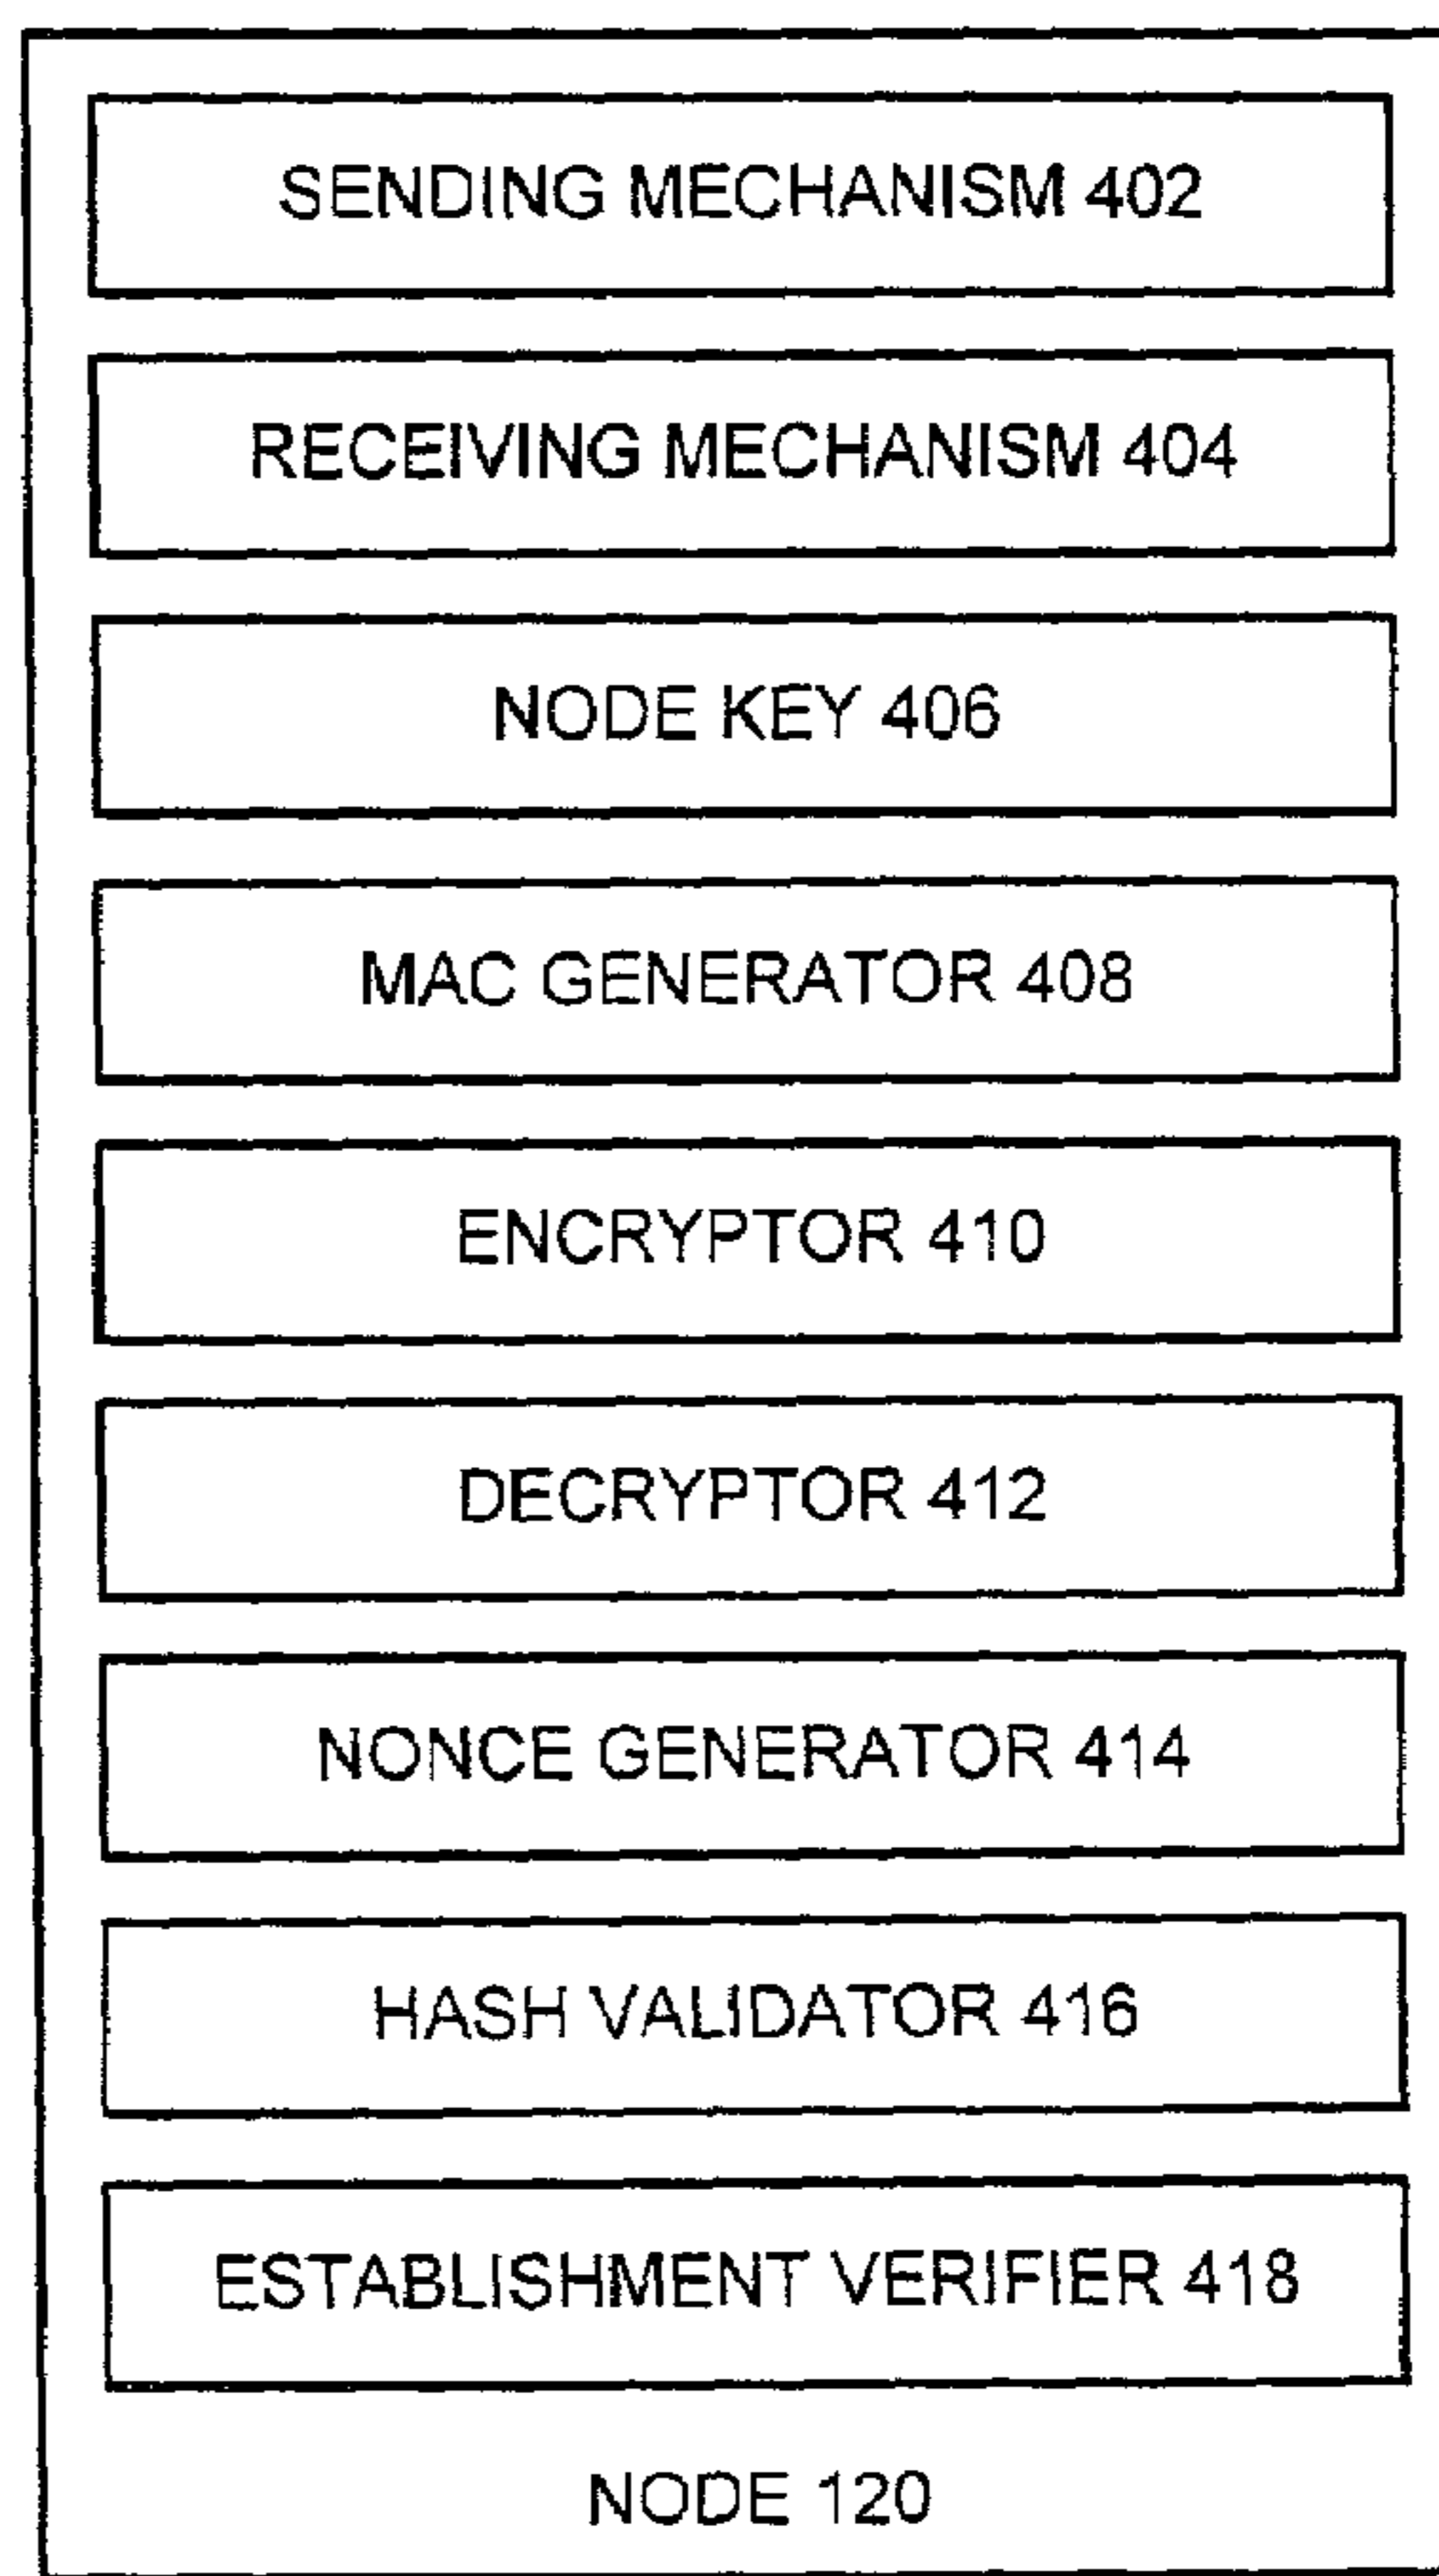 SENDING MECHANISM 402
RECEIVING MECHANISM 404
NODE KEY 406
MAC GENERATOR 408
ENCRYPTOR 410
DECRYPTOR 412
NONCE GENERATOR 414
HASH VALIDATOR 416
ESTABLISHMENT VERIFIER 418
NODE 120